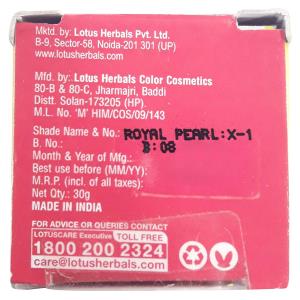 Mktd. by: Lotus Herbals Pvt. Ltd.
B-9, Sector-58, Noida-201 301 (UP)
www.lotusherbals.com
Mfd. by: Lotus Herbals Color Cosmetics
80-B & 80-C, Jharmajri, Baddi
Distt. Solan-173205 (HP).
M.L. No. 'M' HIM/COS/09/143
Shade Name & No.: ROYAL PEARL:X-1
B. No.: B:08
Month & Year of Mfg.:
Best use before (MM/YY):
M.R.P. (incl. of all taxes):
Net Qty.: 30g
MADE IN INDIA
FOR ADVICE OR QUERIES CONTACT
LOTUSCARE Executive TOLL FREE
1800 200 2324
care@lotusherbals.com